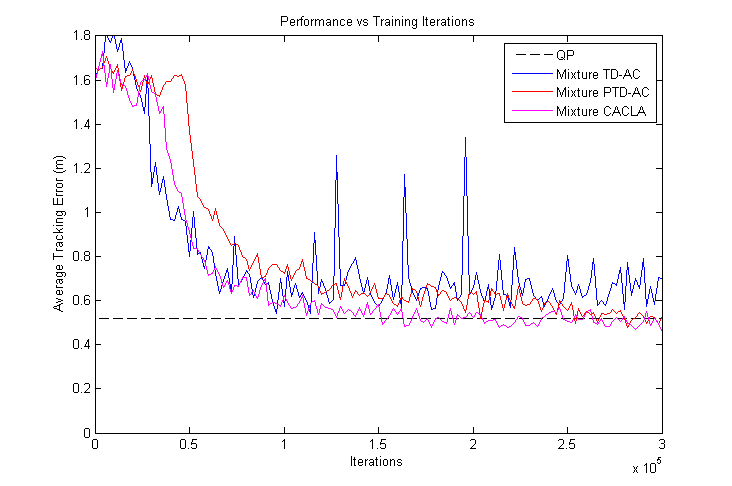 Performance vs Training Iterations
QP
Mixture TD-AC
Mixture PTD-AC
Mixture CACLA
Average Tracking Error (m)
1.8
1.6
1.4
1.2
1
0.8
0.6
0.4
0.2
0
0 0.5 1 1.5 2 2.5 3
Iterations
x 10⁵